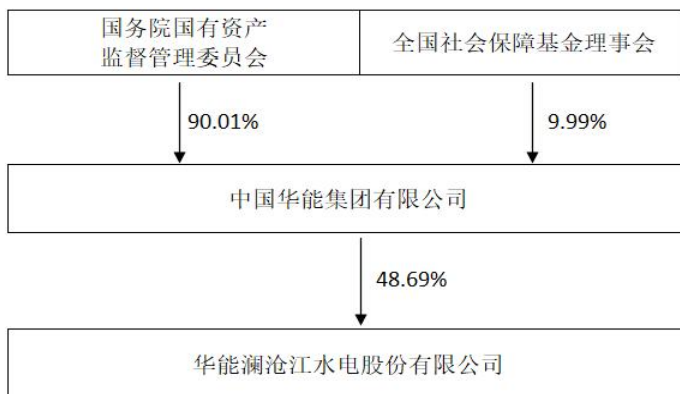 国务院国有资产
监督管理委员会
全国社会保障基金理事会
90.01%
9.99%
中国华能集团有限公司
48.69%
华能澜沧江水电股份有限公司